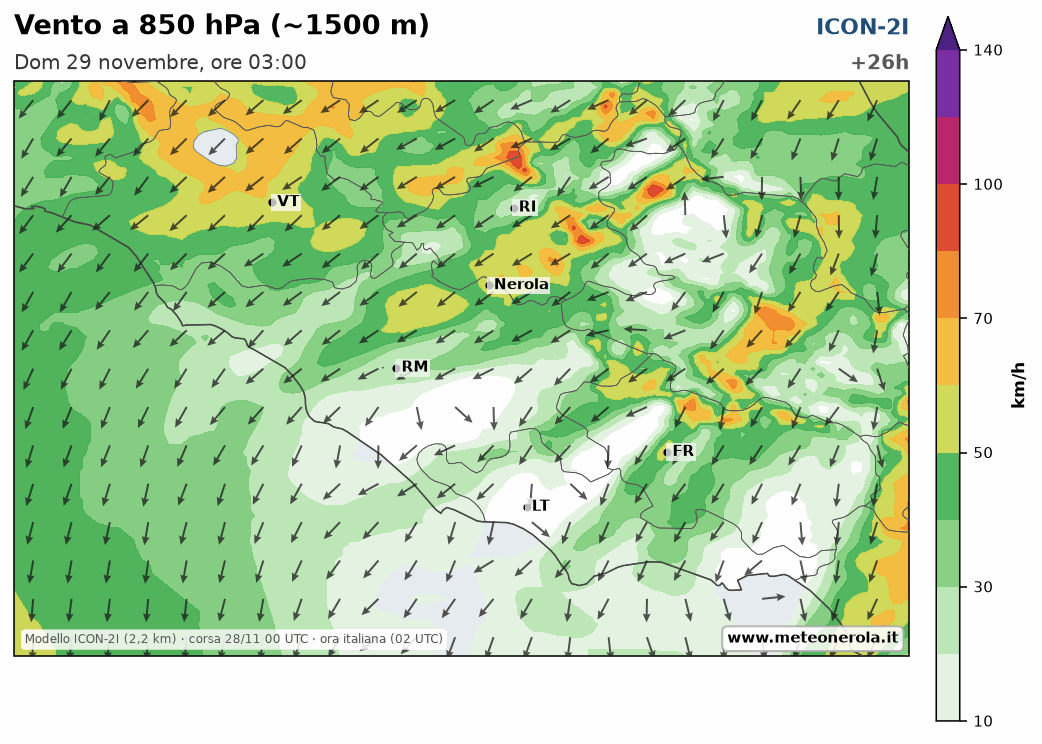 Vento a 850 hPa (~1500 m)
ICON-2I
Dom 29 novembre, ore 03:00
+26h
140
100
70
50
30
10
km/h
VT
RI
Nerola
RM
FR
LT
Modello ICON-2I (2,2 km) · corsa 28/11 00 UTC · ora italiana (02 UTC)
www.meteonerola.it